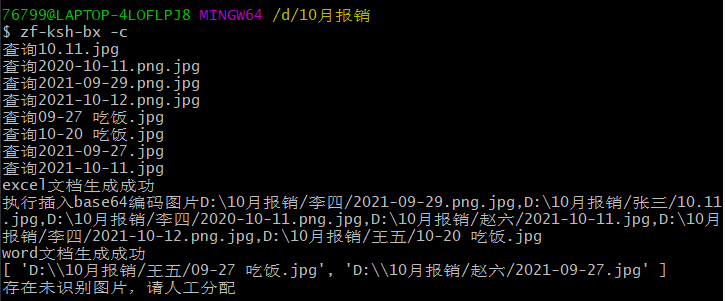 76799@LAPTOP-4LOFLPJ8 MINGW64 /d/10月报销
$ zf-ksh-bx -c
查询10.11.jpg
查询2020-10-11.png.jpg
查询2021-09-29.png.jpg
查询2021-10-12.png.jpg
查询09-27 吃饭.jpg
查询10-20 吃饭.jpg
查询2021-09-27.jpg
查询2021-10-11.jpg
excel文档生成成功
执行插入base64编码图片D:\10月报销/李四/2021-09-29.png.jpg,D:\10月报销/张三/10.11
.jpg,D:\10月报销/李四/2020-10-11.png.jpg,D:\10月报销/赵六/2021-10-11.jpg,D:\10月
报销/李四/2021-10-12.png.jpg,D:\10月报销/王五/10-20 吃饭.jpg
word文档生成成功
[ 'D:\\10月报销/王五/09-27 吃饭.jpg', 'D:\\10月报销/赵六/2021-09-27.jpg' ]
存在未识别图片，请人工分配